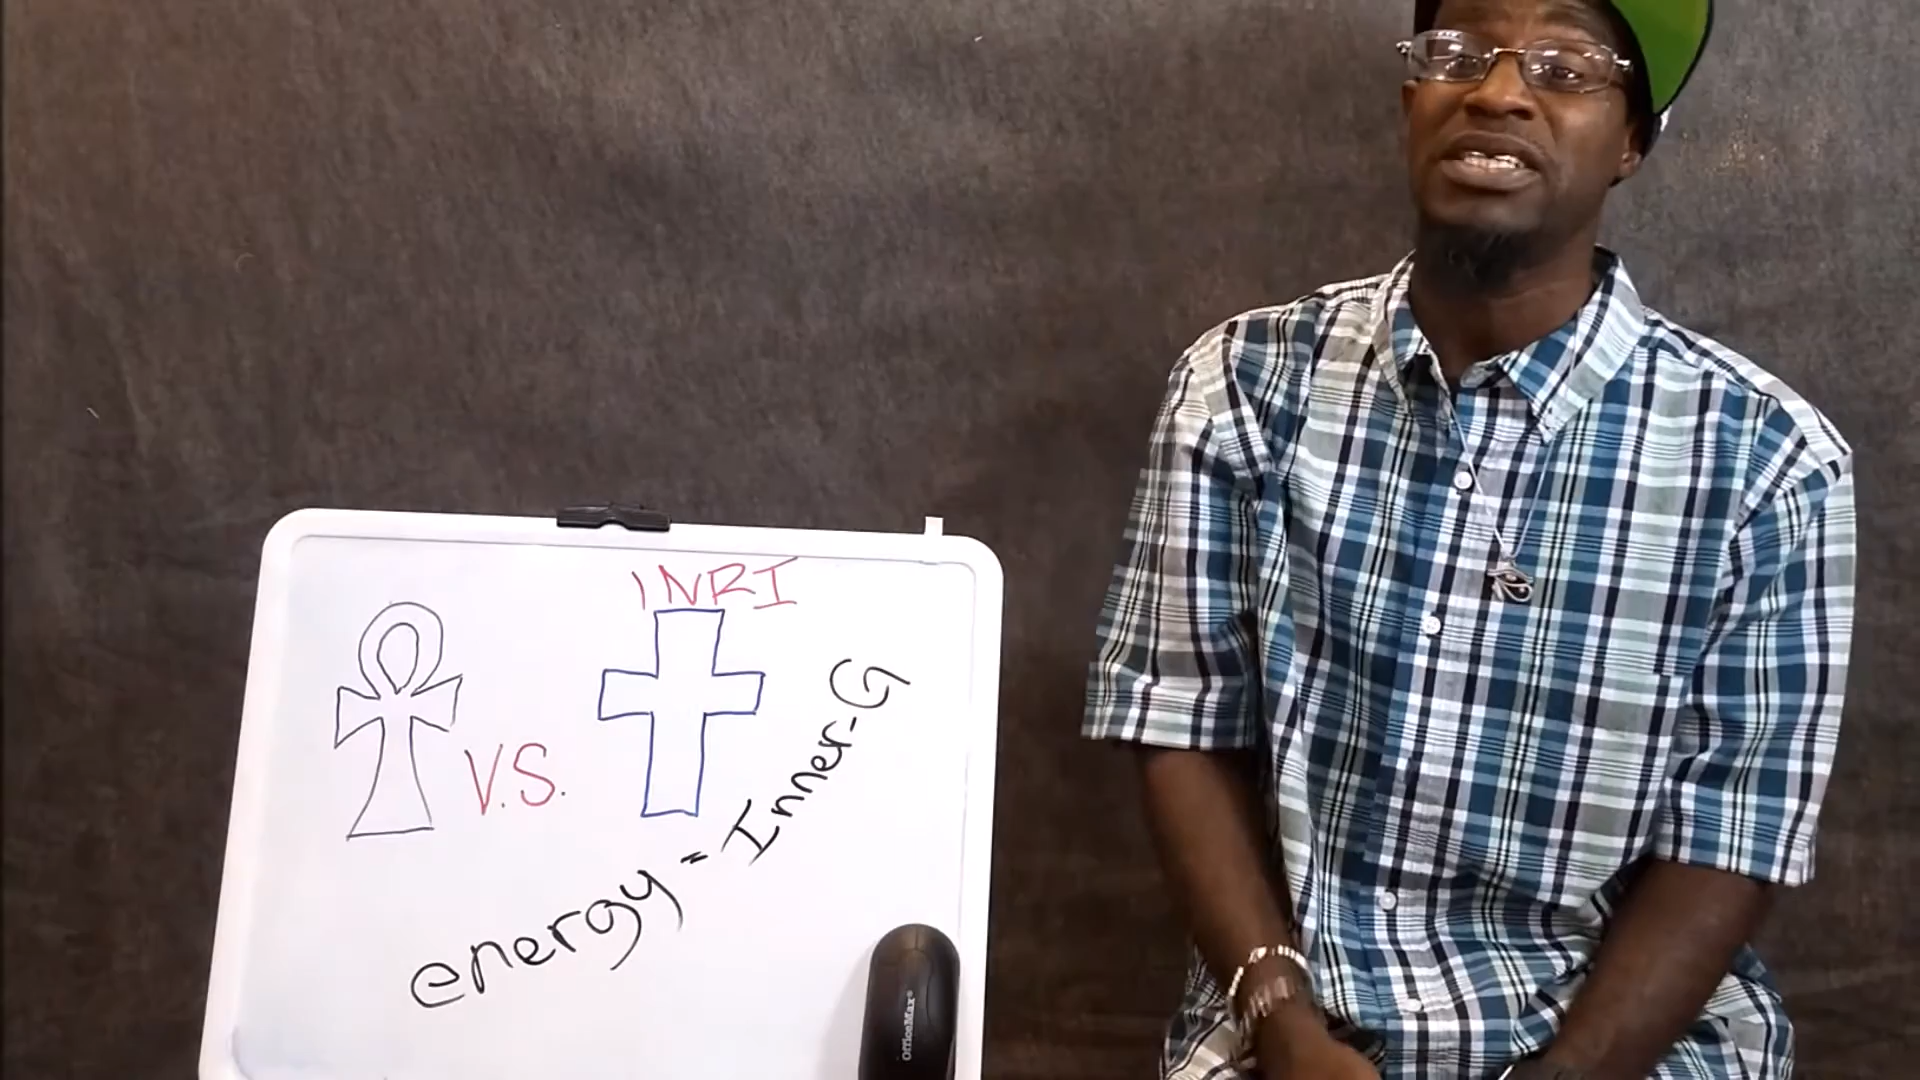 INRI
V.S.
energy = Inner-G
OfficeMax®